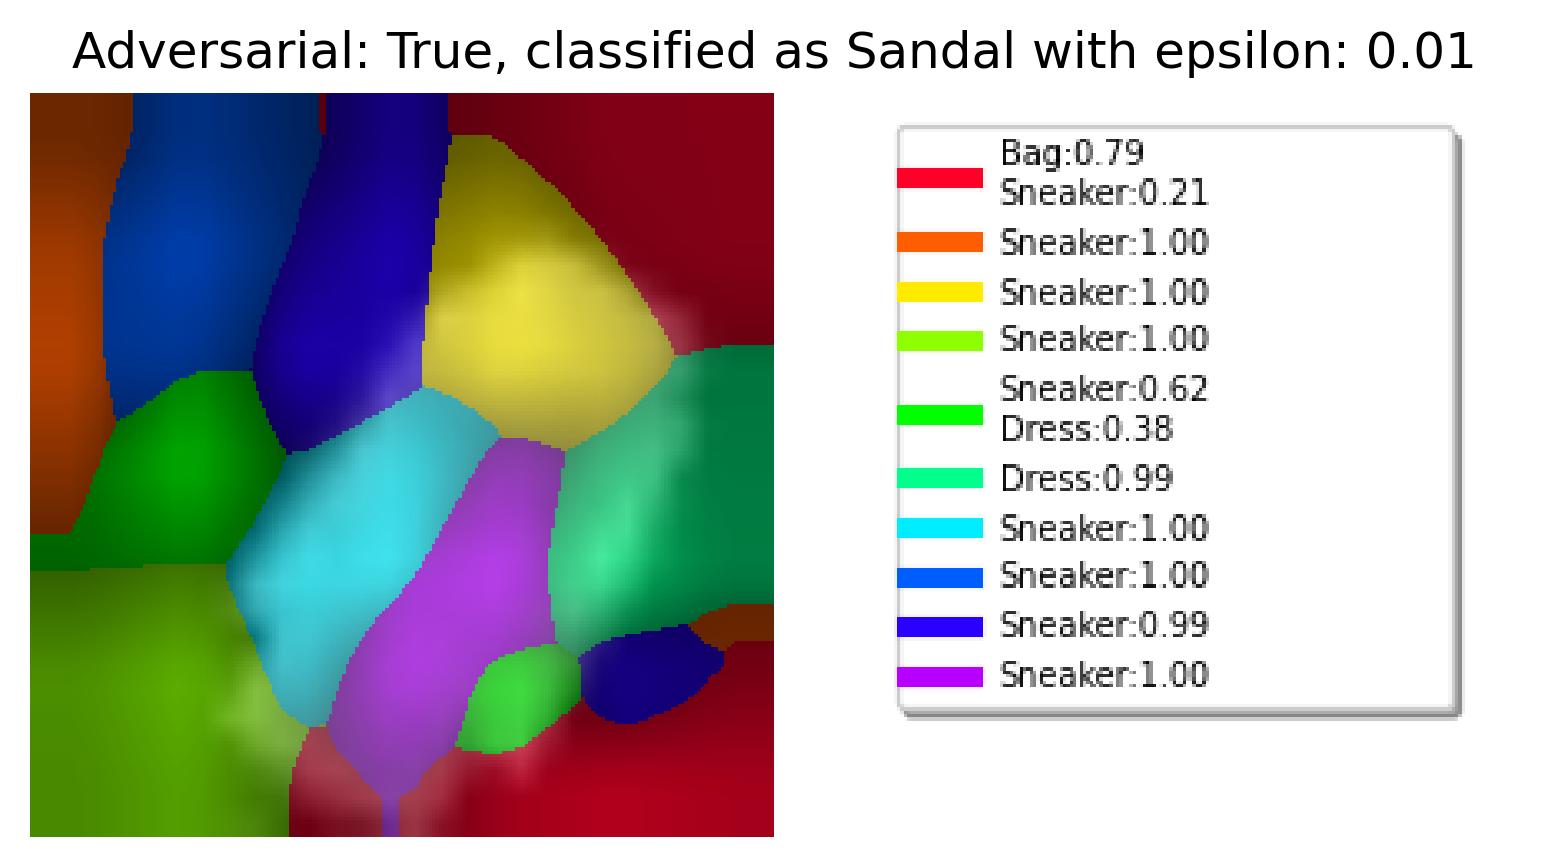 Adversarial: True, classified as Sandal with epsilon: 0.01
Bag:0.79
Sneaker:0.21
Sneaker:1.00
Sneaker:1.00
Sneaker:1.00
Sneaker:0.62
Dress:0.38
Dress:0.99
Sneaker:1.00
Sneaker:1.00
Sneaker:0.99
Sneaker:1.00